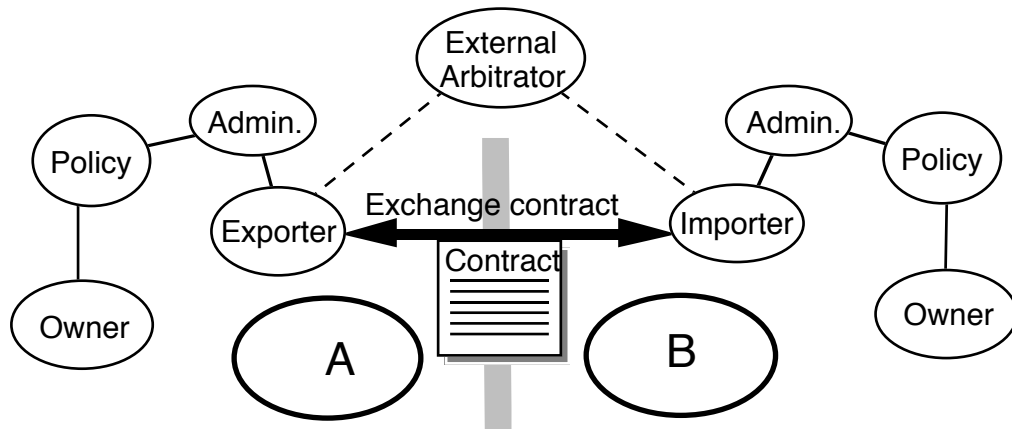 External
Arbitrator
Admin.
Admin.
Policy
Policy
Exchange contract
Exporter
Importer
Contract
Owner
Owner
A
B